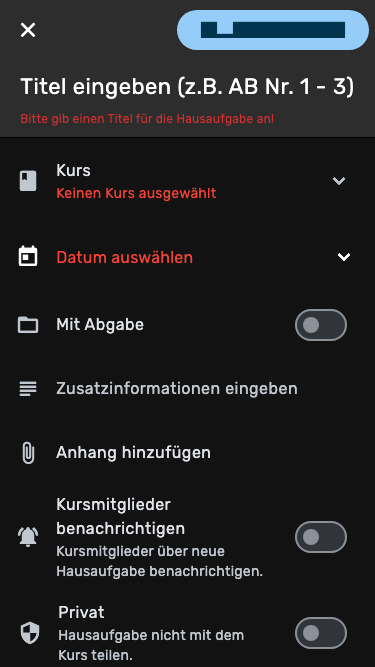 Titel eingeben (z.B. AB Nr. 1 - 3)
Bitte gib einen Titel für die Hausaufgabe an!
Kurs
Keinen Kurs ausgewählt
Datum auswählen
Mit Abgabe
Zusatzinformationen eingeben
Anhang hinzufügen
Kursmitglieder
benachrichtigen
Kursmitglieder über neue
Hausaufgabe benachrichtigen.
Privat
Hausaufgabe nicht mit dem
Kurs teilen.